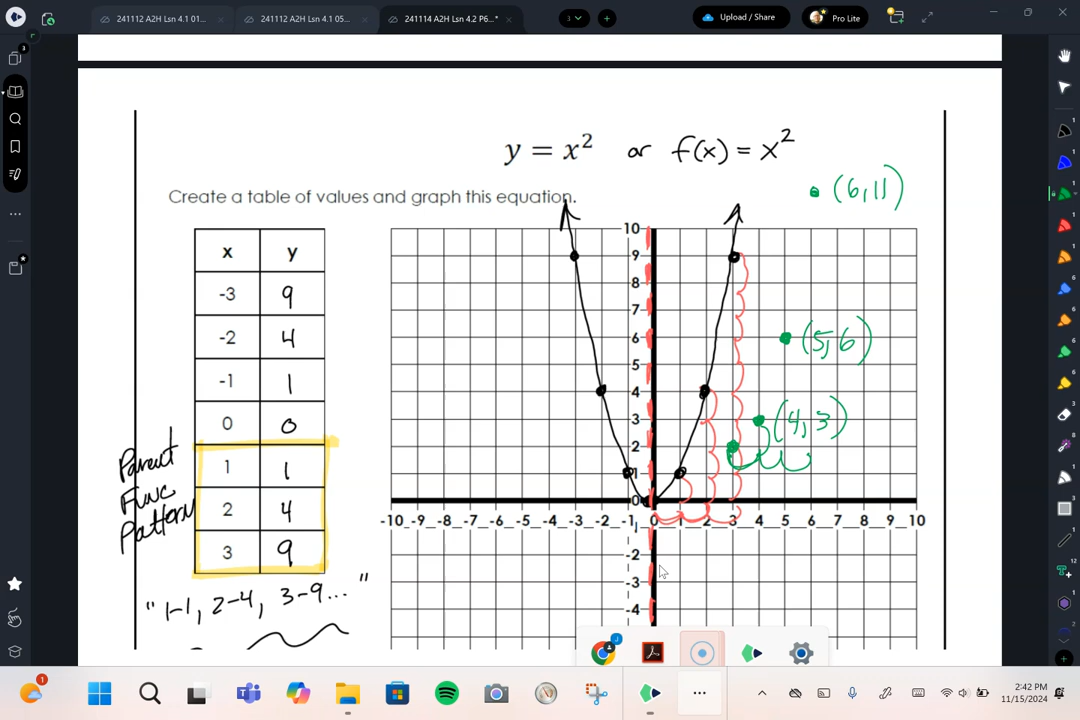 241112 A2H Lsn 4.1 01...
241112 A2H Lsn 4.1 05...
241114 A2H Lsn 4.2 P6...*
3
Upload / Share
Pro Lite
3
y = x² or f(x) = x²
(6,11)
Create a table of values and graph this equation.
x y
-3 9
-2 4
-1 1
0 0
1 1
2 4
3 9
Parent
Func
Pattern
"1-1, 2-4, 3-9..."
10
9
8
7
6
5
4
3
2
1
0
(5,6)
(4,3)
-10 -9 -8 -7 -6 -5 -4 -3 -2 -1 0 1 2 3 4 5 6 7 8 9 10
-2
-3
-4
1
2:42 PM
11/15/2024